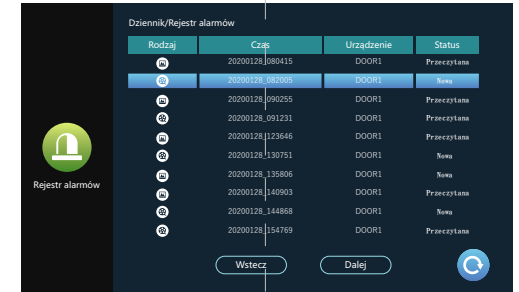 Dziennik/Rejestr alarmów
Rodzaj Czas Urządzenie Status
20200128_080415 DOOR1 Przeczytana
20200128_082005 DOOR1 Nowa
20200128_090255 DOOR1 Przeczytana
20200128_091231 DOOR1 Przeczytana
20200128_123646 DOOR1 Przeczytana
20200128_130751 DOOR1 Nowa
20200128_135806 DOOR1 Nowa
20200128_140903 DOOR1 Przeczytana
20200128_144868 DOOR1 Nowa
20200128_154769 DOOR1 Przeczytana
Rejestr alarmów
Wstecz Dalej